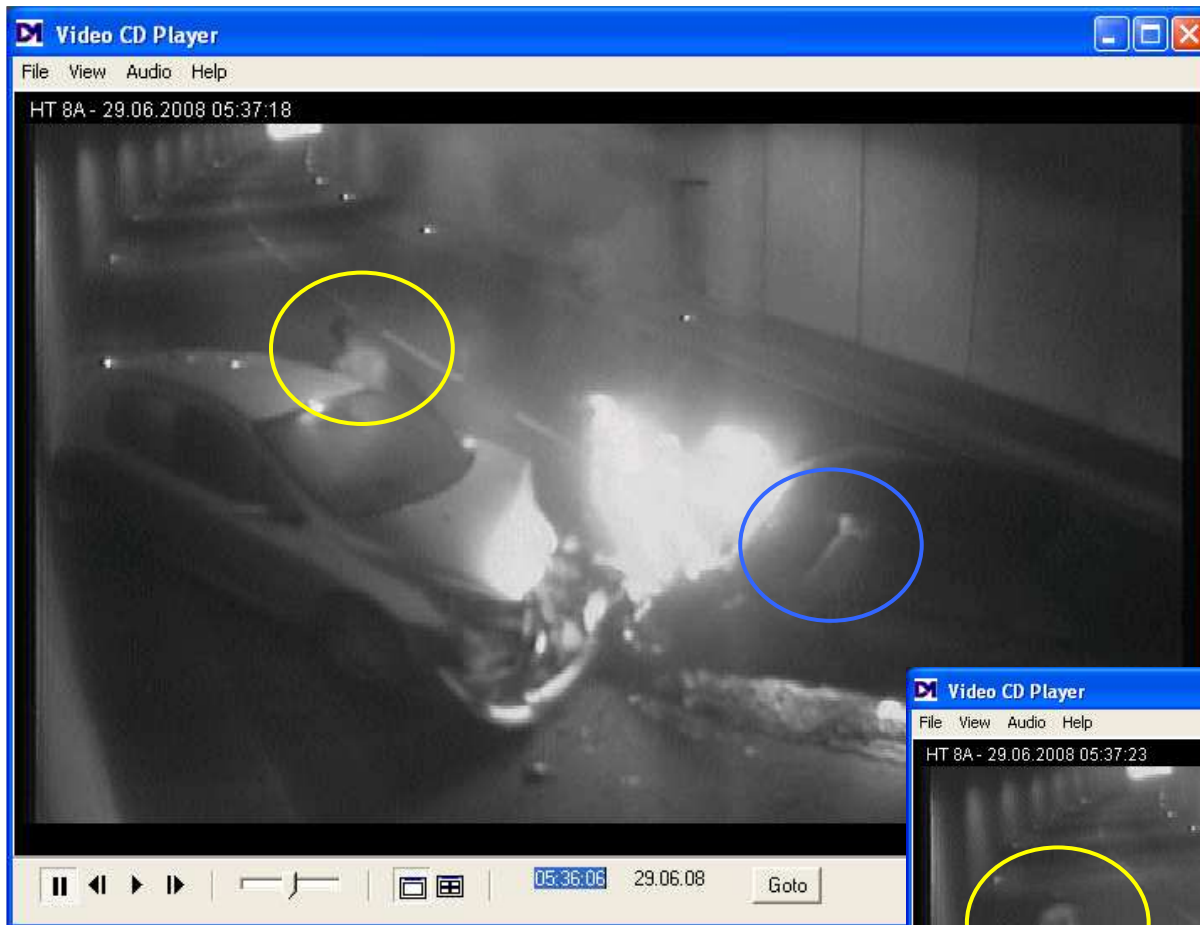 Video CD Player
File View Audio Help
HT 8A - 29.06.2008 05:37:18
05:36:06 29.06.08 Goto
Video CD Player
File View Audio Help
HT 8A - 29.06.2008 05:37:23